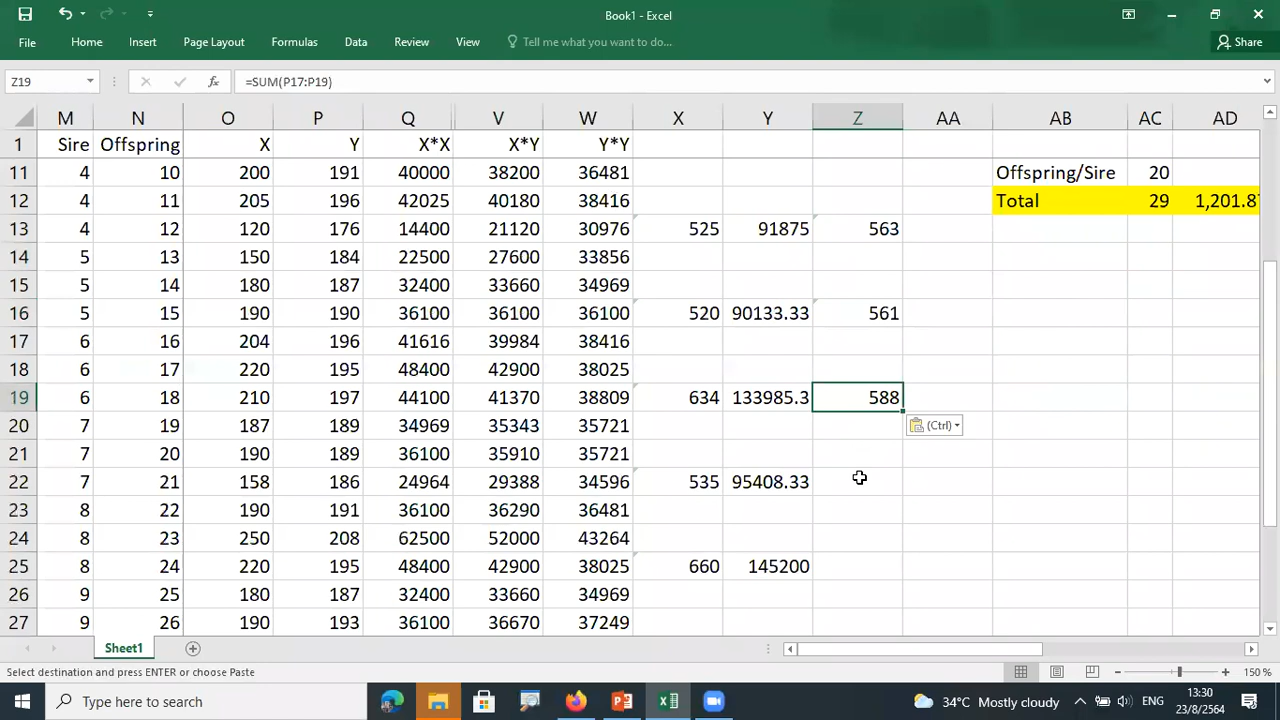 Book1 - Excel
File Home Insert Page Layout Formulas Data Review View Tell me what you want to do... Share
Z19 fx =SUM(P17:P19)
M N O P Q V W X Y Z AA AB AC AD
1 Sire Offspring X Y X*X X*Y Y*Y
11 4 10 200 191 40000 38200 36481 Offspring/Sire 20
12 4 11 205 196 42025 40180 38416 Total 29 1,201.87
13 4 12 120 176 14400 21120 30976 525 91875 563
14 5 13 150 184 22500 27600 33856
15 5 14 180 187 32400 33660 34969
16 5 15 190 190 36100 36100 36100 520 90133.33 561
17 6 16 204 196 41616 39984 38416
18 6 17 220 195 48400 42900 38025
19 6 18 210 197 44100 41370 38809 634 133985.3 588
20 7 19 187 189 34969 35343 35721 (Ctrl)
21 7 20 190 189 36100 35910 35721
22 7 21 158 186 24964 29388 34596 535 95408.33
23 8 22 190 191 36100 36290 36481
24 8 23 250 208 62500 52000 43264
25 8 24 220 195 48400 42900 38025 660 145200
26 9 25 180 187 32400 33660 34969
27 9 26 190 193 36100 36670 37249
Sheet1
Select destination and press ENTER or choose Paste 150 %
Type here to search 34°C Mostly cloudy ENG 13:30
23/8/2564